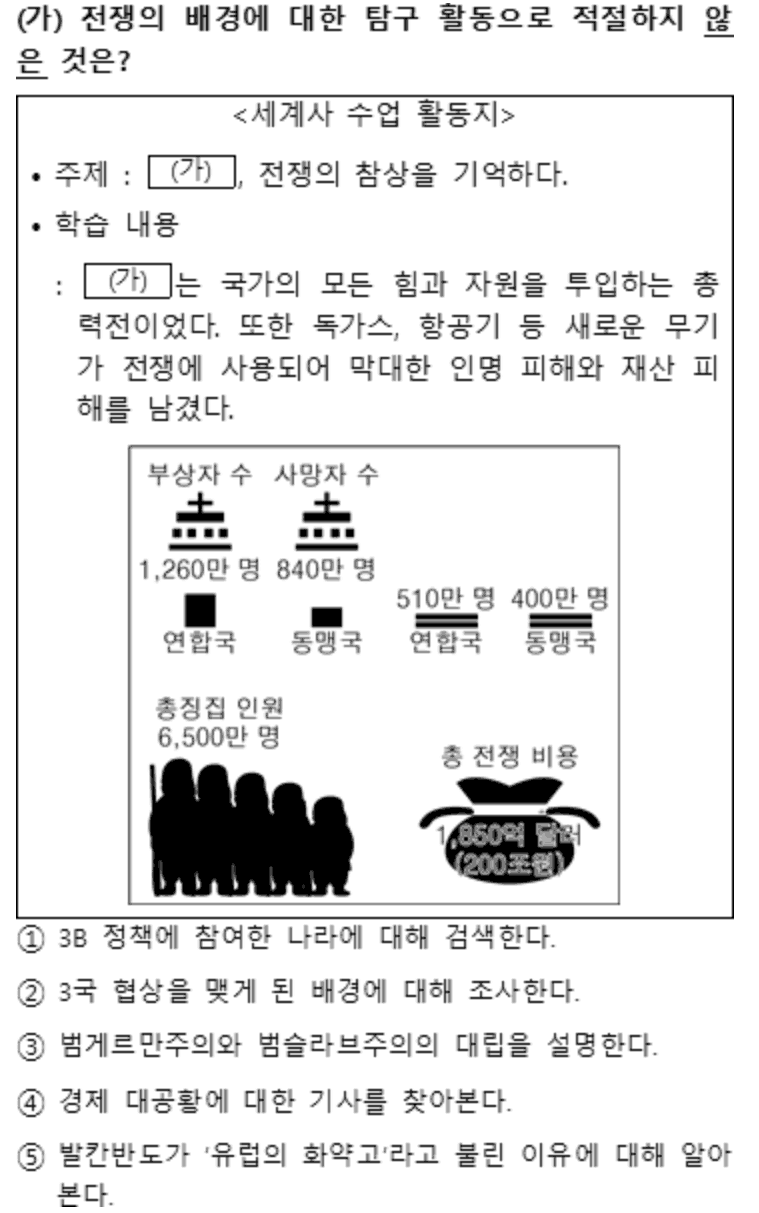 (가) 전쟁의 배경에 대한 탐구 활동으로 적절하지 않
은 것은?
<세계사 수업 활동지>
• 주제 : (가), 전쟁의 참상을 기억하다.
• 학습 내용
: (가)는 국가의 모든 힘과 자원을 투입하는 총
력전이었다. 또한 독가스, 항공기 등 새로운 무기
가 전쟁에 사용되어 막대한 인명 피해와 재산 피
해를 남겼다.
부상자 수 사망자 수
1,260만 명 840만 명
510만 명 400만 명
연합국 동맹국 연합국 동맹국
총징집 인원
6,500만 명
총 전쟁 비용
1,850억 달러
(200조원)
① 3B 정책에 참여한 나라에 대해 검색한다.
② 3국 협상을 맺게 된 배경에 대해 조사한다.
③ 범게르만주의와 범슬라브주의의 대립을 설명한다.
④ 경제 대공황에 대한 기사를 찾아본다.
⑤ 발칸반도가 '유럽의 화약고'라고 불린 이유에 대해 알아
본다.